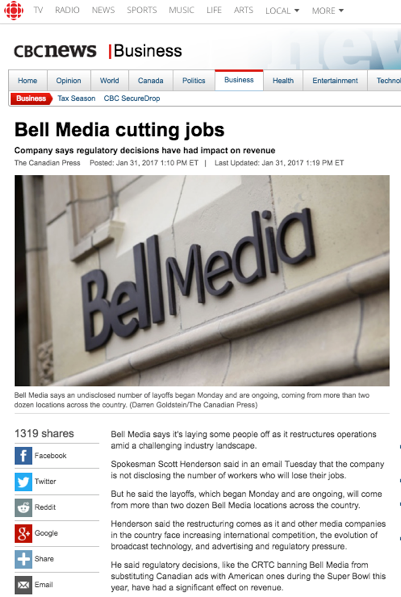 TV RADIO NEWS SPORTS MUSIC LIFE ARTS LOCAL MORE
CBCnews | Business
Home Opinion World Canada Politics Business Health Entertainment Technol
Business Tax Season CBC SecureDrop
Bell Media cutting jobs
Company says regulatory decisions have had impact on revenue
The Canadian Press Posted: Jan 31, 2017 1:10 PM ET | Last Updated: Jan 31, 2017 1:19 PM ET
Bell Media
Bell Media says an undisclosed number of layoffs began Monday and are ongoing, coming from more than two
dozen locations across the country. (Darren Goldstein/The Canadian Press)
1319 shares
Facebook
Twitter
Reddit
Google
Share
Email
Bell Media says it's laying some people off as it restructures operations
amid a challenging industry landscape.
Spokesman Scott Henderson said in an email Tuesday that the company
is not disclosing the number of workers who will lose their jobs.
But he said the layoffs, which began Monday and are ongoing, will come
from more than two dozen Bell Media locations across the country.
Henderson said the restructuring comes as it and other media companies
in the country face increasing international competition, the evolution of
broadcast technology, and advertising and regulatory pressure.
He said regulatory decisions, like the CRTC banning Bell Media from
substituting Canadian ads with American ones during the Super Bowl this
year, have had a significant effect on revenue.